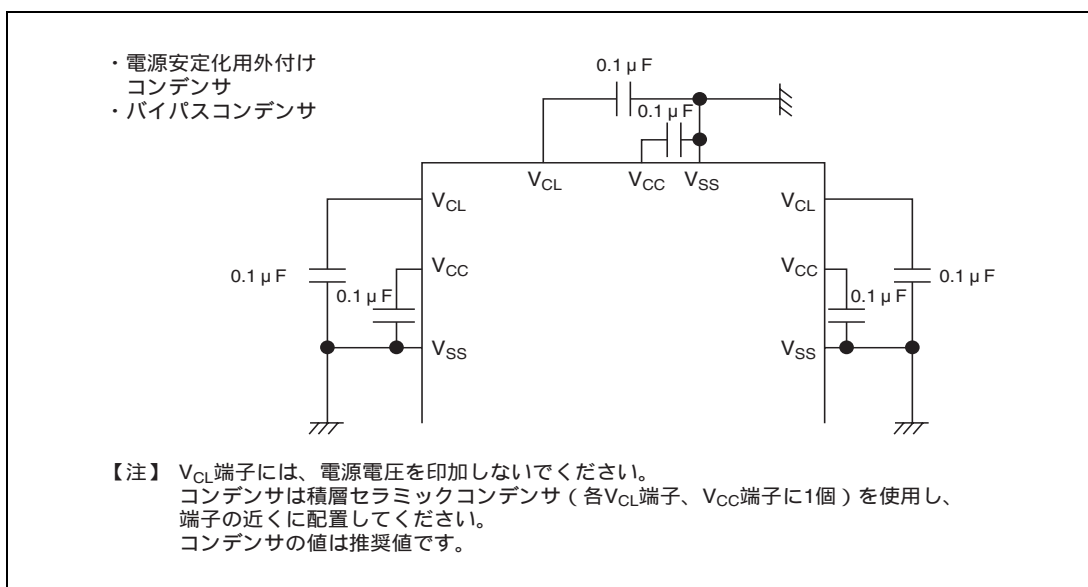 ・電源安定化用外付け
コンデンサ
・バイパスコンデンサ
0.1 μ F
0.1 μ F
VCL
VCC
VSS
VCL
VCL
VCC
VCC
0.1 μ F
0.1 μ F
0.1 μ F
0.1 μ F
VSS
VSS
【注】 VCL端子には、電源電圧を印加しないでください。
コンデンサは積層セラミックコンデンサ（各VCL端子、VCC端子に1個）を使用し、
端子の近くに配置してください。
コンデンサの値は推奨値です。